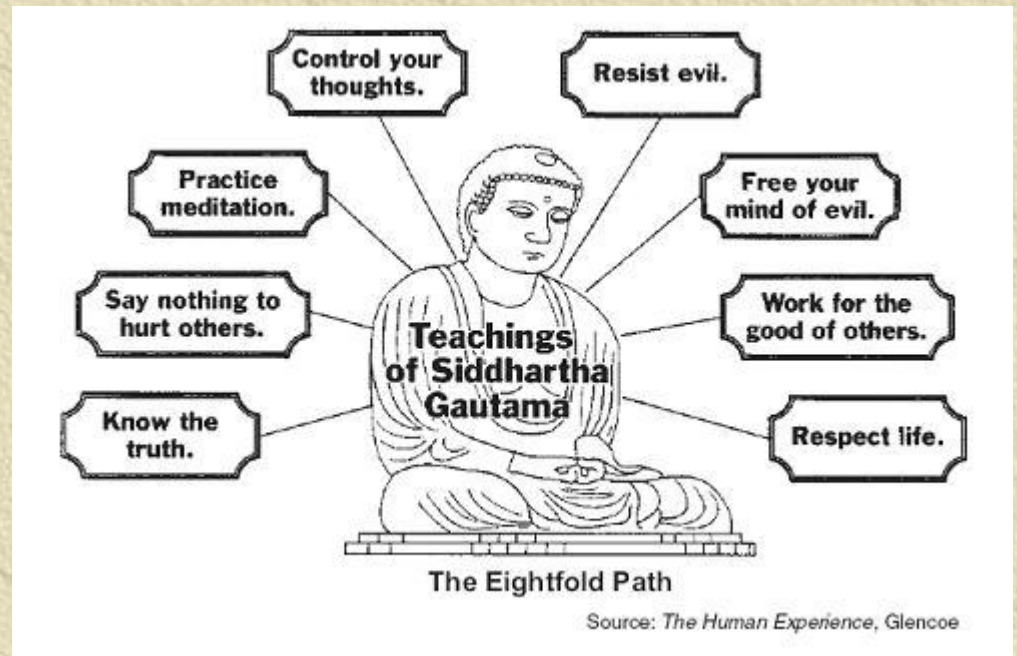 Control your
thoughts.
Resist evil.
Practice
meditation.
Free your
mind of evil.
Say nothing to
hurt others.
Work for the
good of others.
Know the
truth.
Respect life.
Teachings
of Siddhartha
Gautama
The Eightfold Path
Source: The Human Experience, Glencoe